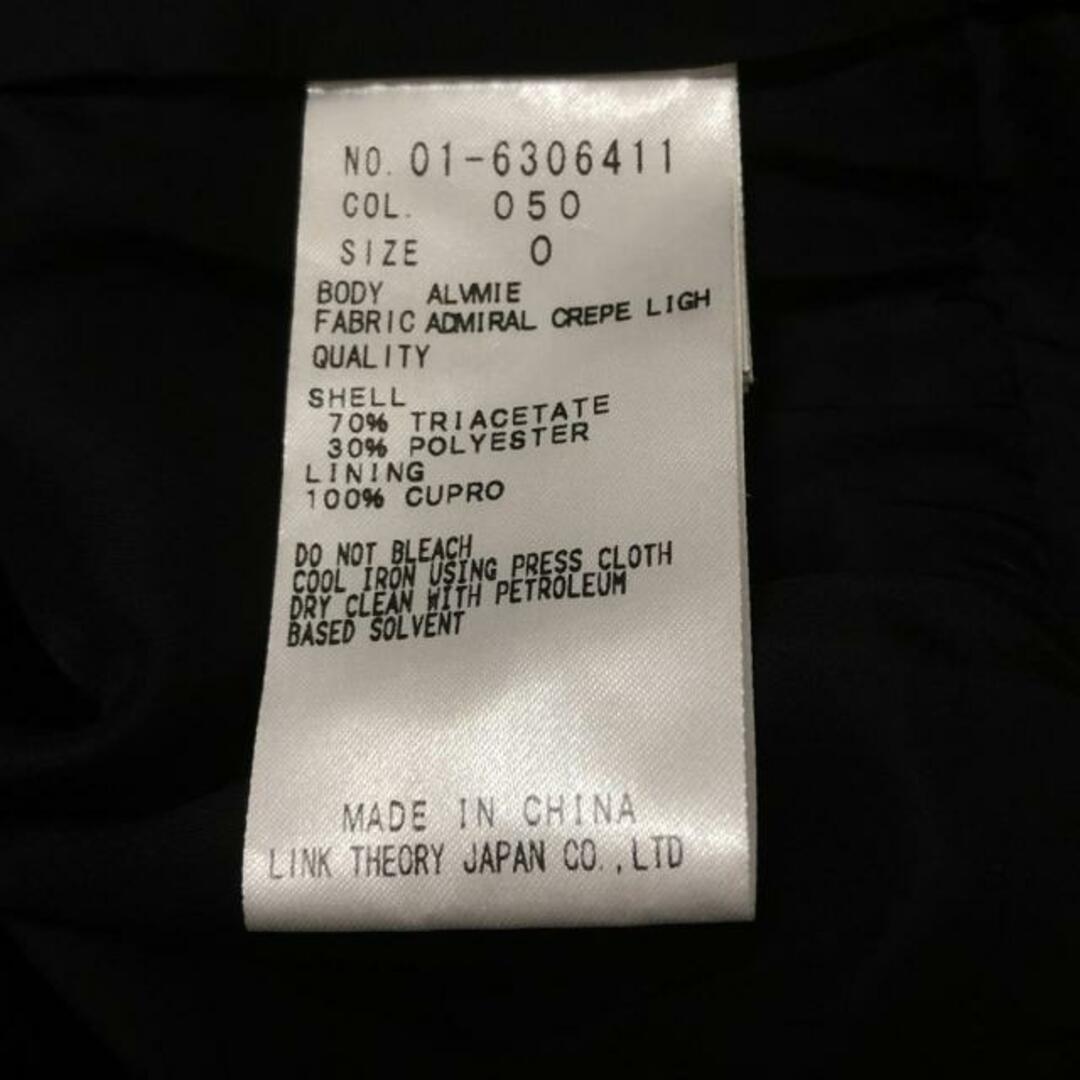 NO. 01-6306411
COL. 050
SIZE 0
BODY ALVMIE
FABRIC ADMIRAL CREPE LIGH
QUALITY
SHELL
70% TRIACETATE
30% POLYESTER
LINING
100% CUPRO
DO NOT BLEACH
COOL IRON USING PRESS CLOTH
DRY CLEAN WITH PETROLEUM
BASED SOLVENT
MADE IN CHINA
LINK THEORY JAPAN CO.,LTD